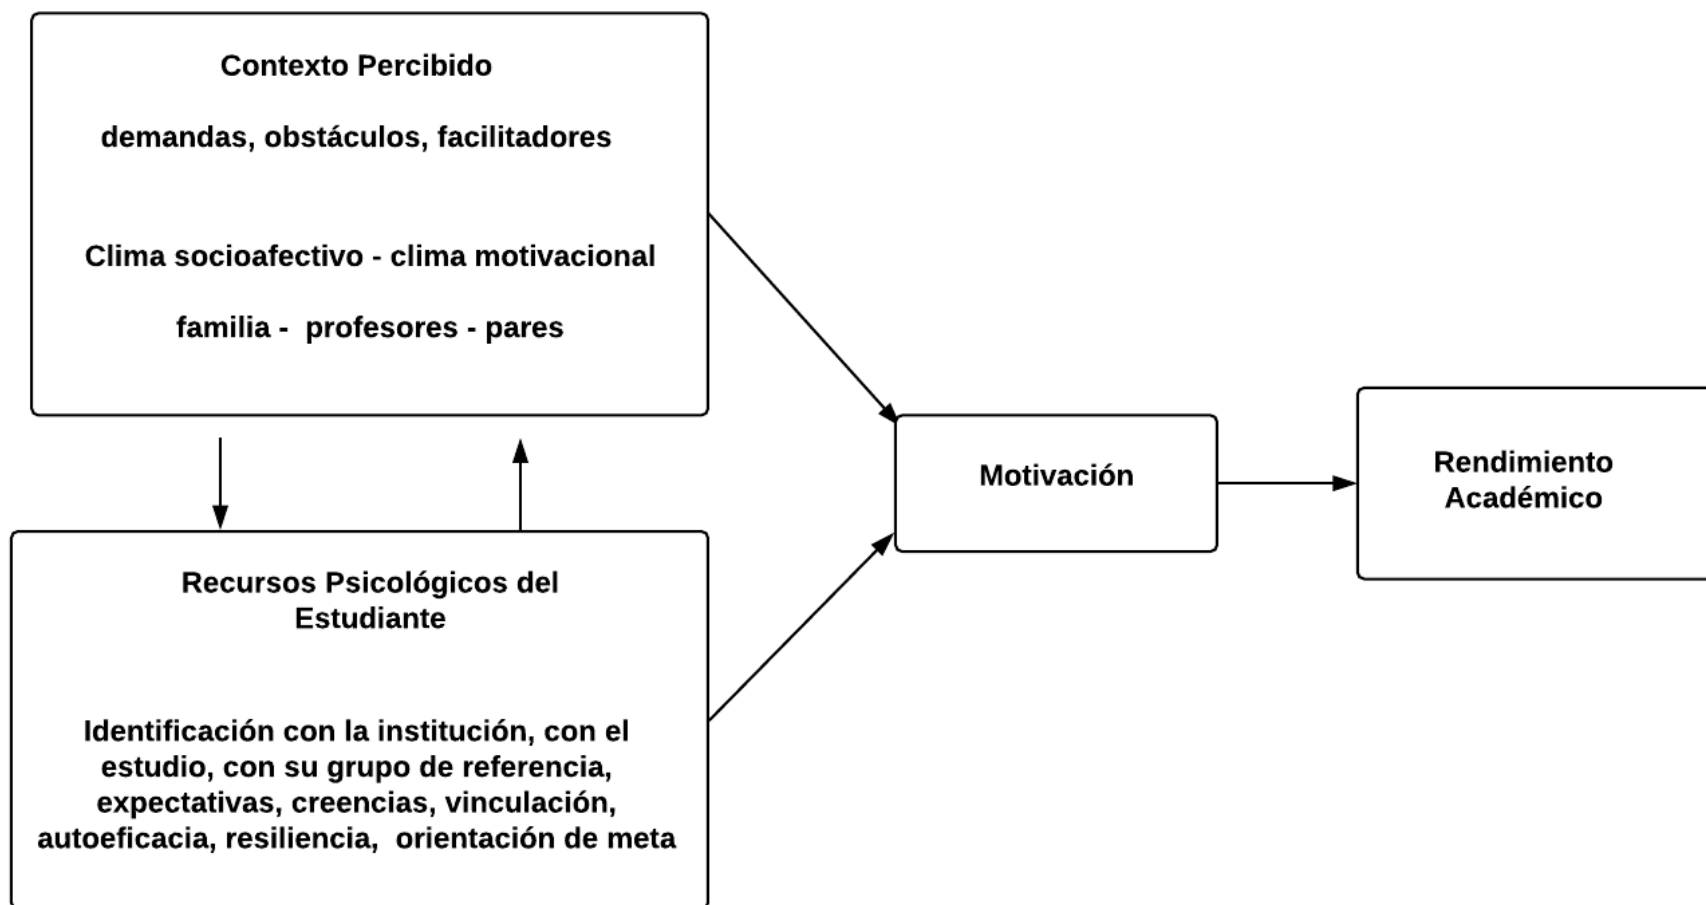 Contexto Percibido
demandas, obstáculos, facilitadores
Clima socioafectivo - clima motivacional
familia - profesores - pares
Motivación
Rendimiento
Académico
Recursos Psicológicos del
Estudiante
Identificación con la institución, con el
estudio, con su grupo de referencia,
expectativas, creencias, vinculación,
autoeficacia, resiliencia, orientación de meta